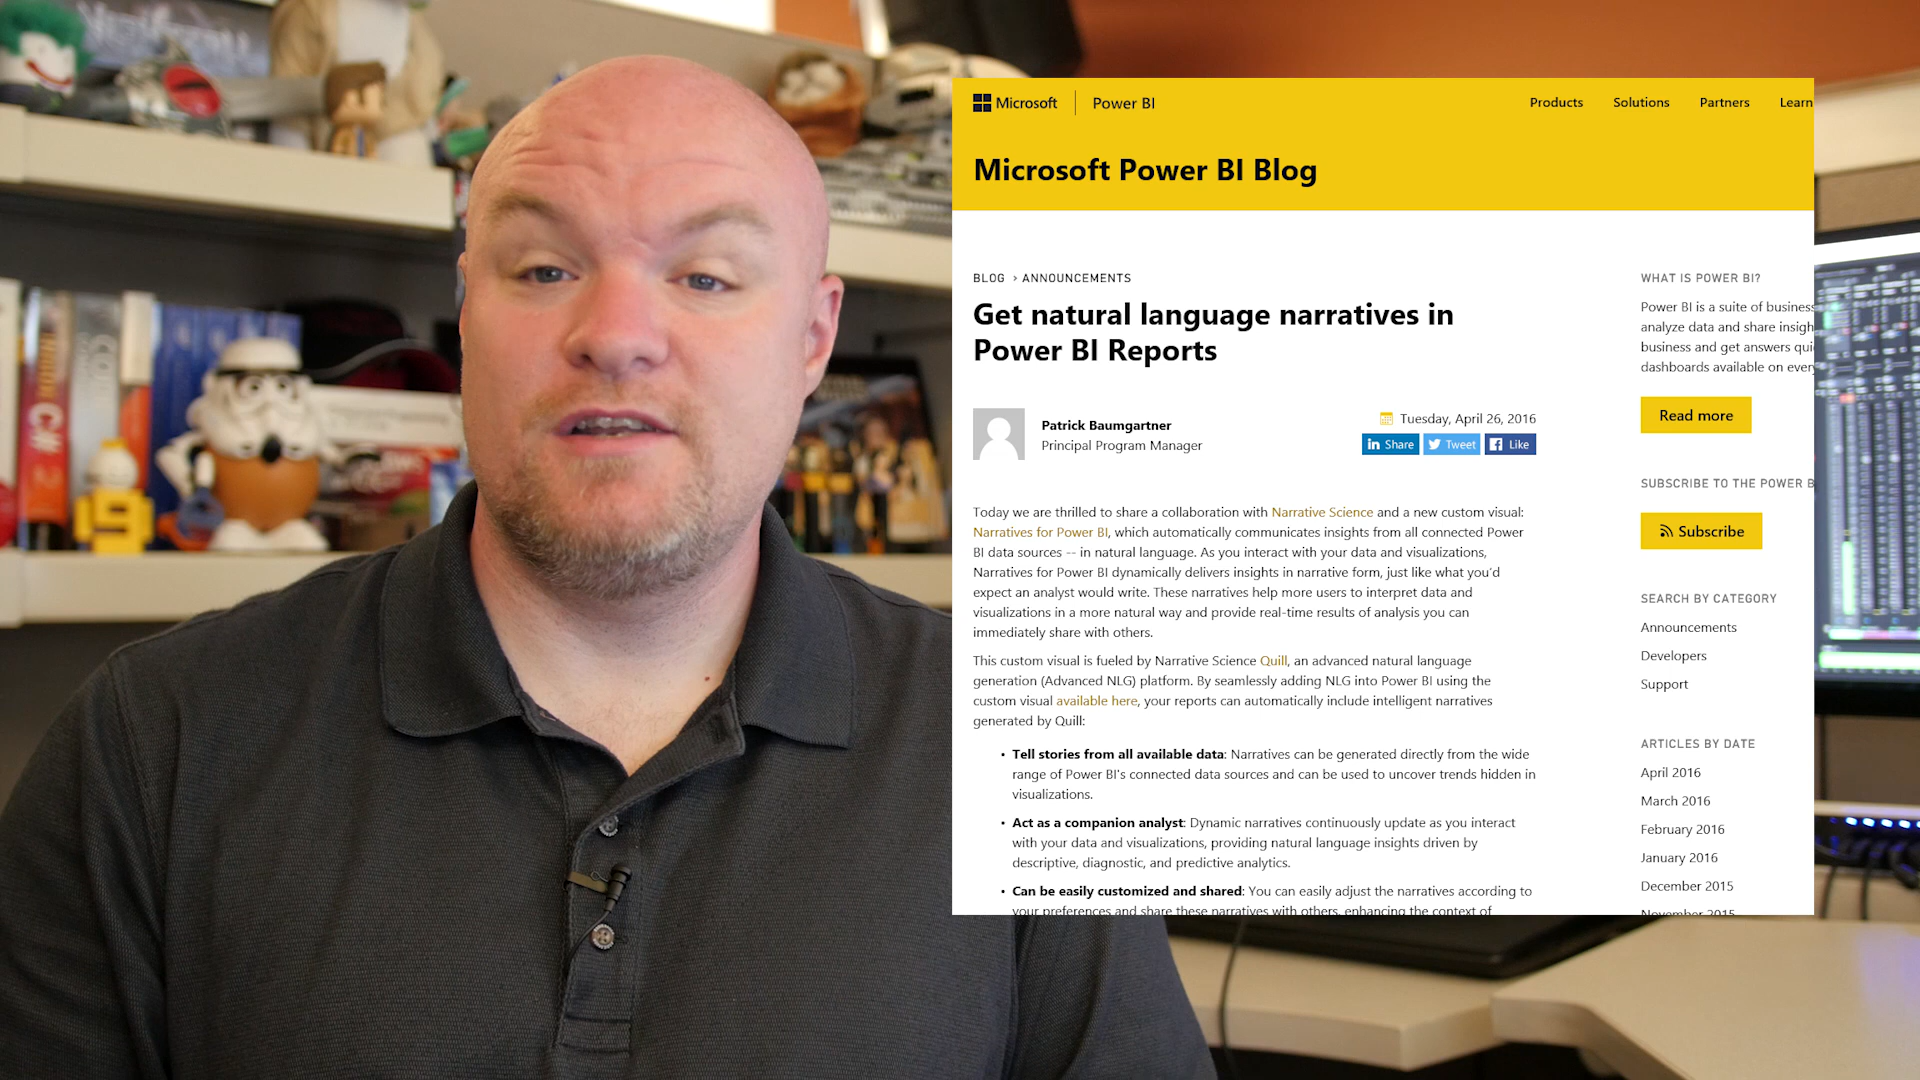 Microsoft Power BI
Products Solutions Partners Learn
Microsoft Power BI Blog
BLOG > ANNOUNCEMENTS
Get natural language narratives in
Power BI Reports
Patrick Baumgartner
Principal Program Manager
Tuesday, April 26, 2016
Share Tweet Like
Today we are thrilled to share a collaboration with Narrative Science and a new custom visual:
Narratives for Power BI, which automatically communicates insights from all connected Power
BI data sources -- in natural language. As you interact with your data and visualizations,
Narratives for Power BI dynamically delivers insights in narrative form, just like what you'd
expect an analyst would write. These narratives help more users to interpret data and
visualizations in a more natural way and provide real-time results of analysis you can
immediately share with others.
This custom visual is fueled by Narrative Science Quill, an advanced natural language
generation (Advanced NLG) platform. By seamlessly adding NLG into Power BI using the
custom visual available here, your reports can automatically include intelligent narratives
generated by Quill:
• Tell stories from all available data: Narratives can be generated directly from the wide
range of Power BI's connected data sources and can be used to uncover trends hidden in
visualizations.
• Act as a companion analyst: Dynamic narratives continuously update as you interact
with your data and visualizations, providing natural language insights driven by
descriptive, diagnostic, and predictive analytics.
• Can be easily customized and shared: You can easily adjust the narratives according to
your preferences and share these narratives with others, enhancing the context of
WHAT IS POWER BI?
Power BI is a suite of business
analyze data and share insigh
business and get answers qui
dashboards available on every
Read more
SUBSCRIBE TO THE POWER B
Subscribe
SEARCH BY CATEGORY
Announcements
Developers
Support
ARTICLES BY DATE
April 2016
March 2016
February 2016
January 2016
December 2015
November 2015
C#